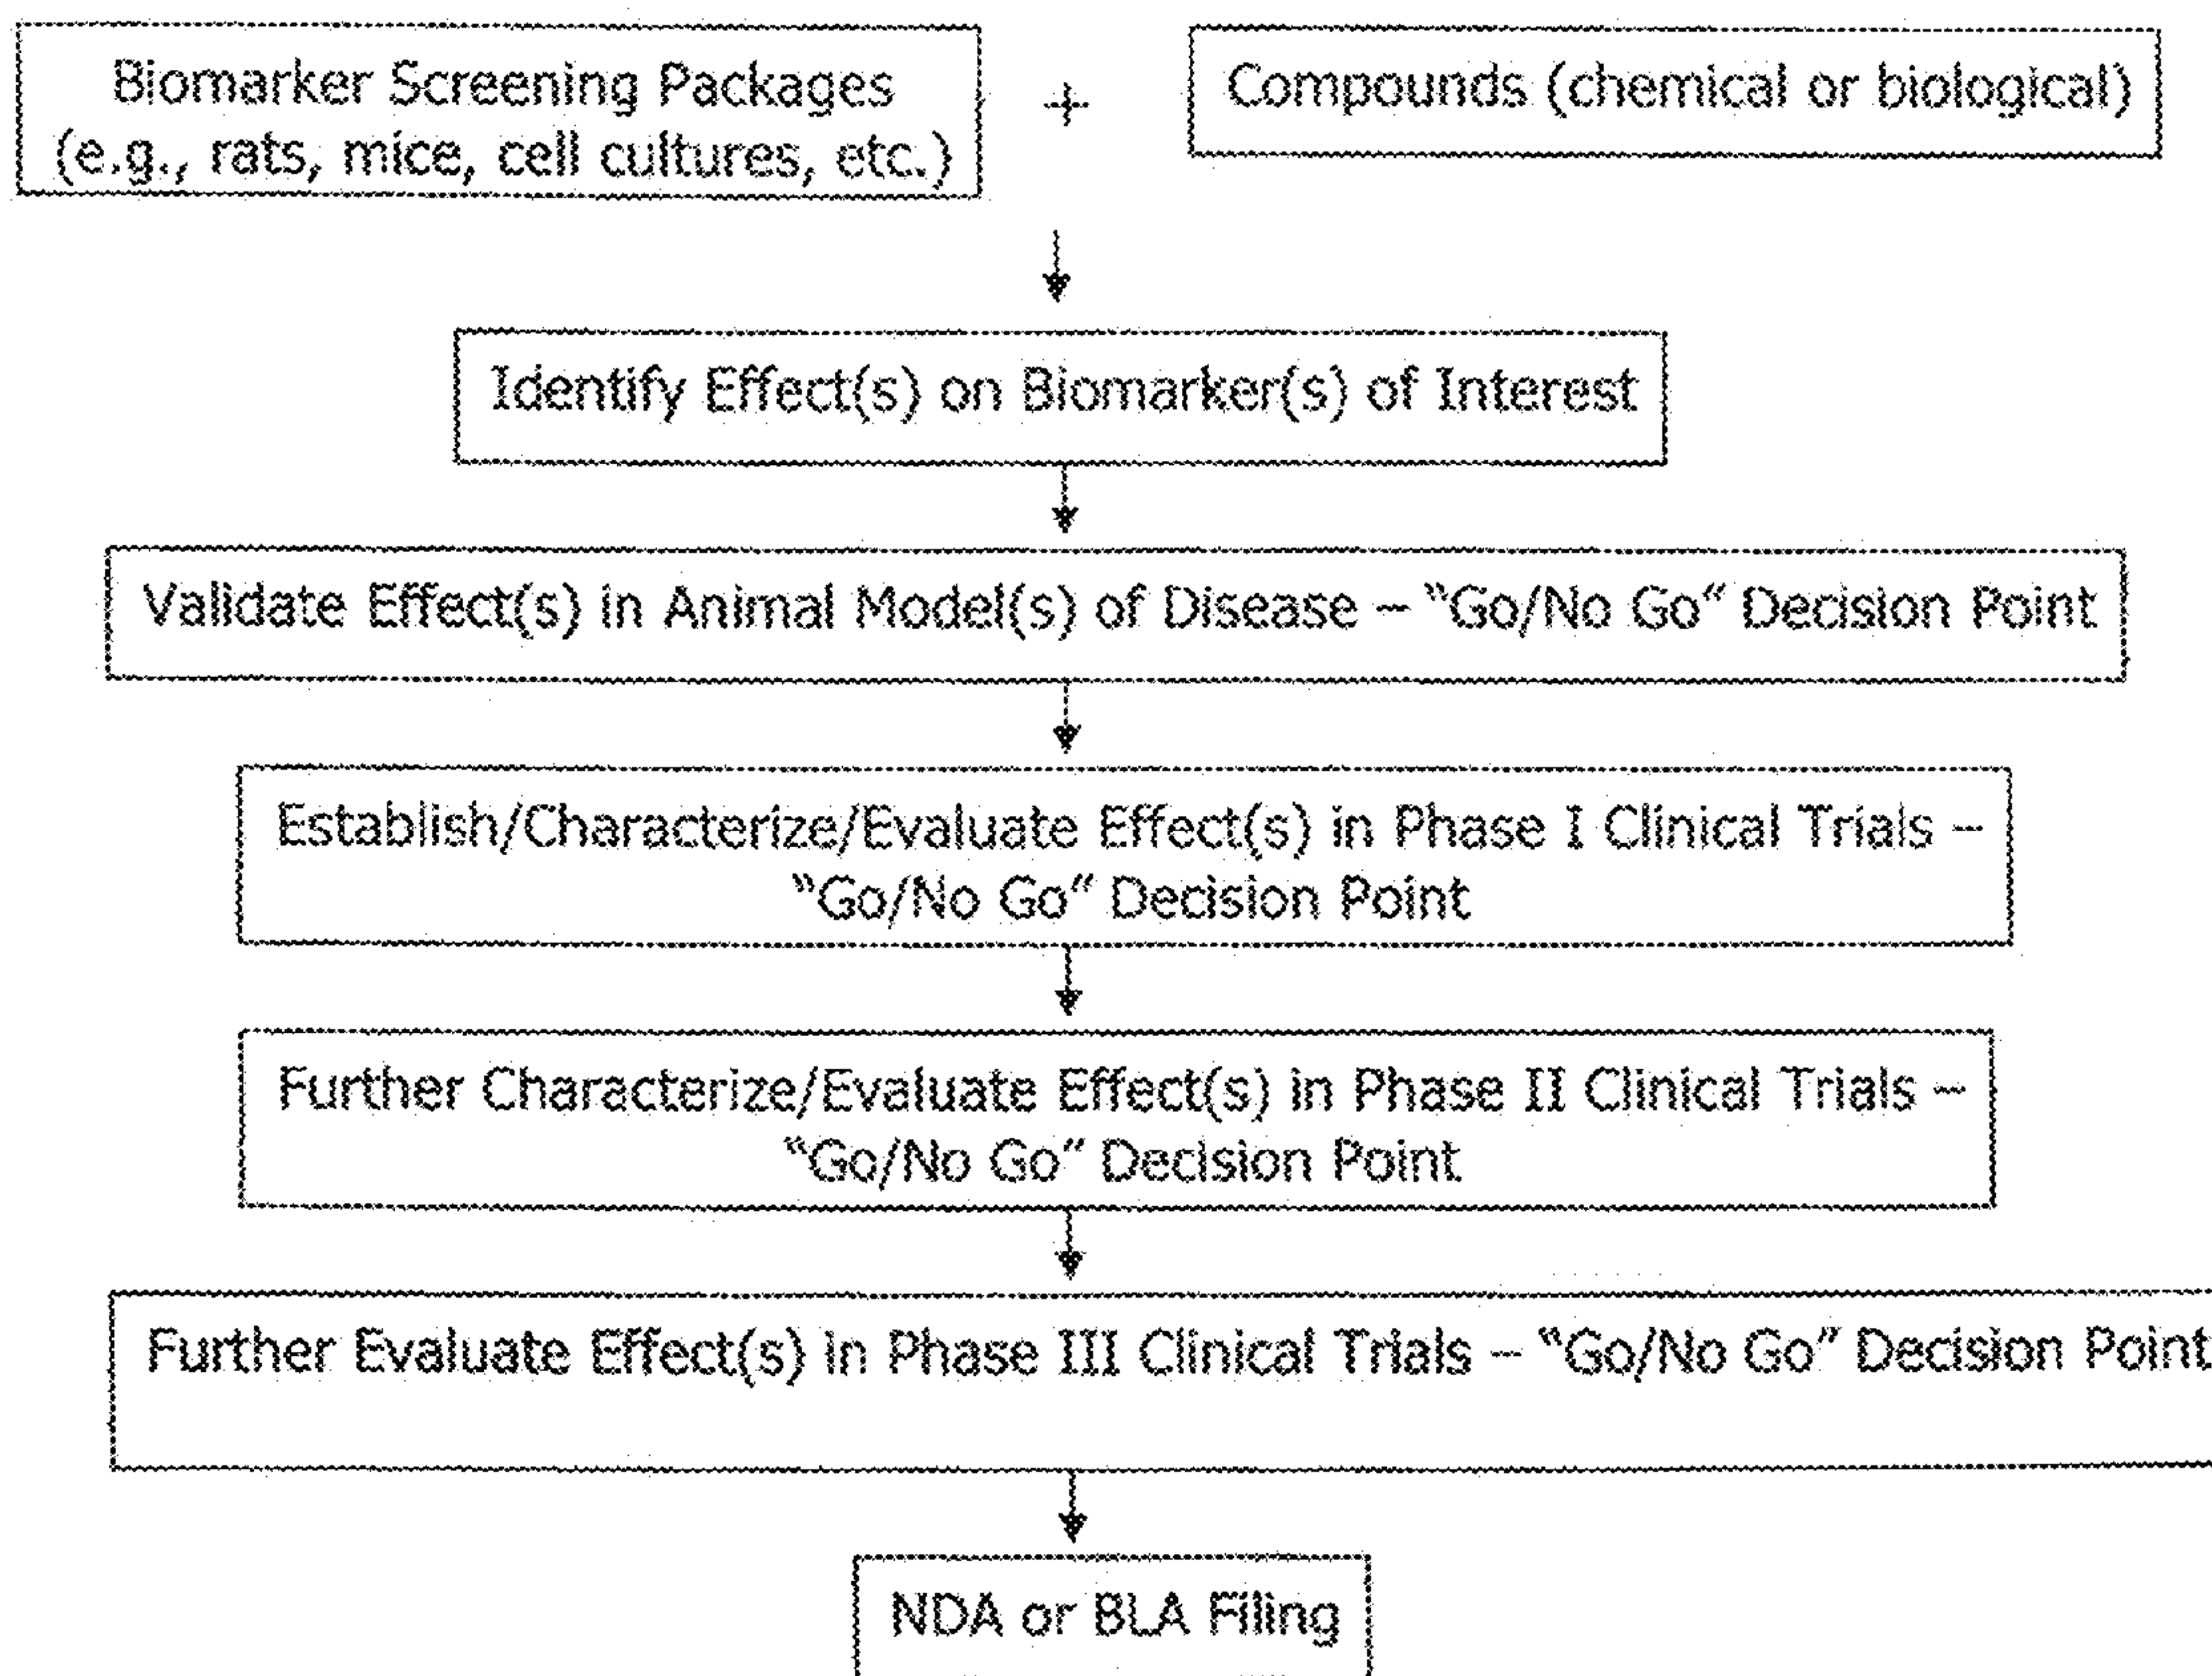 Biomarker Screening Packages
(e.g., rats, mice, cell cultures, etc.)
+
Compounds (chemical or biological)
Identify Effect(s) on Biomarker(s) of Interest
Validate Effect(s) in Animal Model(s) of Disease – “Go/No Go” Decision Point
Establish/Characterize/Evaluate Effect(s) in Phase I Clinical Trials –
“Go/No Go” Decision Point
Further Characterize/Evaluate Effect(s) in Phase II Clinical Trials –
“Go/No Go” Decision Point
Further Evaluate Effect(s) in Phase III Clinical Trials – “Go/No Go” Decision Point
NDA or BLA Filing